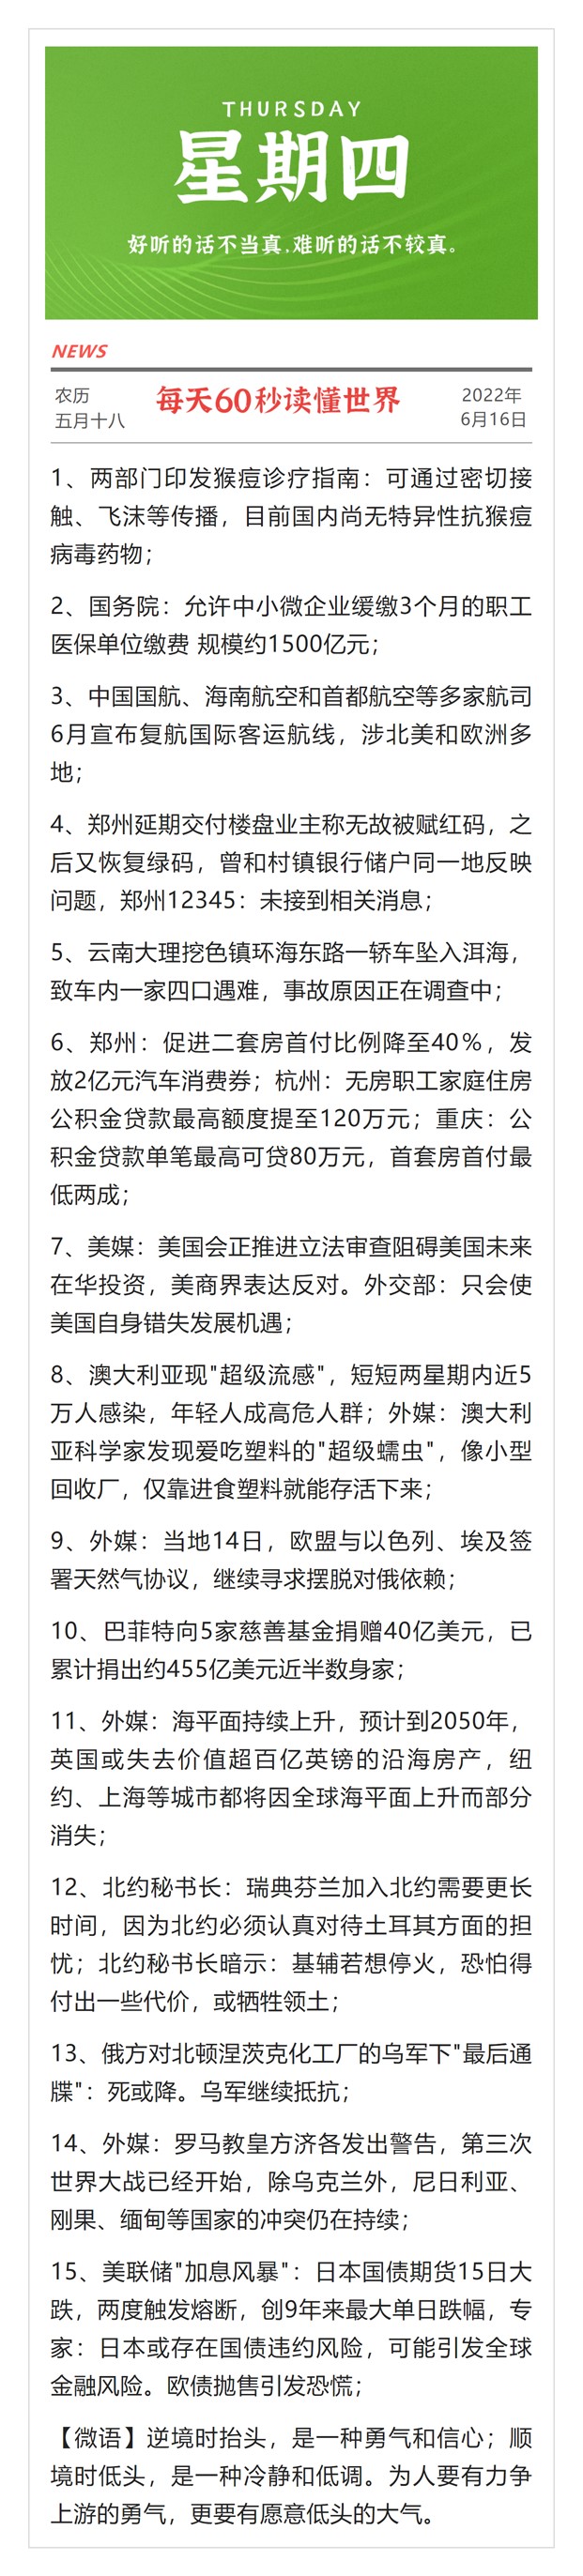 THURSDAY
星期四
好听的话不当真,难听的话不较真。
NEWS
农历
五月十八
每天60秒读懂世界
2022年
6月16日
1、两部门印发猴痘诊疗指南：可通过密切接
触、飞沫等传播，目前国内尚无特异性抗猴痘
病毒药物；
2、国务院：允许中小微企业缓缴3个月的职工
医保单位缴费 规模约1500亿元；
3、中国国航、海南航空和首都航空等多家航司
6月宣布复航国际客运航线，涉北美和欧洲多
地；
4、郑州延期交付楼盘业主称无故被赋红码，之
后又恢复绿码，曾和村镇银行储户同一地反映
问题，郑州12345：未接到相关消息；
5、云南大理挖色镇环海东路一轿车坠入洱海，
致车内一家四口遇难，事故原因正在调查中；
6、郑州：促进二套房首付比例降至40%，发
放2亿元汽车消费券；杭州：无房职工家庭住房
公积金贷款最高额度提至120万元；重庆：公
积金贷款单笔最高可贷80万元，首套房首付最
低两成；
7、美媒：美国会正推进立法审查阻碍美国未来
在华投资，美商界表达反对。外交部：只会使
美国自身错失发展机遇；
8、澳大利亚现"超级流感"，短短两星期内近5
万人感染，年轻人成高危人群；外媒：澳大利
亚科学家发现爱吃塑料的"超级蠕虫"，像小型
回收厂，仅靠进食塑料就能存活下来；
9、外媒：当地14日，欧盟与以色列、埃及签
署天然气协议，继续寻求摆脱对俄依赖；
10、巴菲特向5家慈善基金捐赠40亿美元，已
累计捐出约455亿美元近半数身家；
11、外媒：海平面持续上升，预计到2050年，
英国或失去价值超百亿英镑的沿海房产，纽
约、上海等城市都将因全球海平面上升而部分
消失；
12、北约秘书长：瑞典芬兰加入北约需要更长
时间，因为北约必须认真对待土耳其方面的担
忧；北约秘书长暗示：基辅若想停火，恐怕得
付出一些代价，或牺牲领土；
13、俄方对北顿涅茨克化工厂的乌军下"最后通
牒"：死或降。乌军继续抵抗；
14、外媒：罗马教皇方济各发出警告，第三次
世界大战已经开始，除乌克兰外，尼日利亚、
刚果、缅甸等国家的冲突仍在持续；
15、美联储"加息风暴"：日本国债期货15日大
跌，两度触发熔断，创9年来最大单日跌幅，专
家：日本或存在国债违约风险，可能引发全球
金融风险。欧债抛售引发恐慌；
【微语】逆境时抬头，是一种勇气和信心；顺
境时低头，是一种冷静和低调。为人要有力争
上游的勇气，更要有愿意低头的大气。